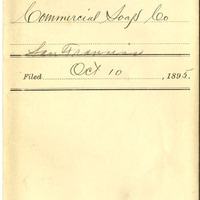 Commercial Soap Co
San Francisco
Filed Oct 10, 1895.